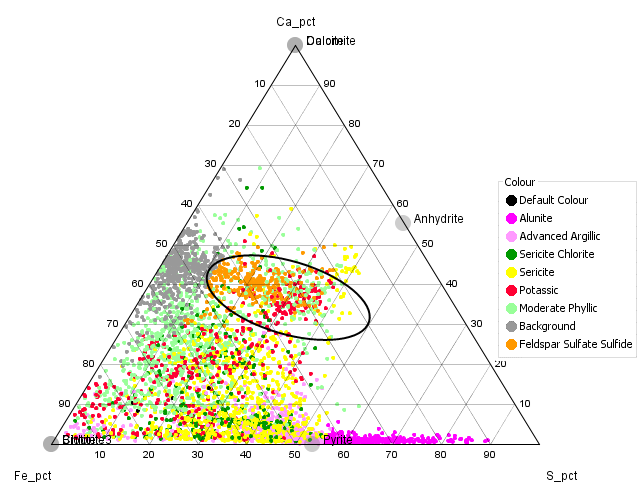 Ca_pct
10 90
20 80
30 70
40 60
Anhydrite
50 50
60 40
70 30
80 20
90 10
Pyrite
10 20 30 40 50 60 70 80 90
Fe_pct S_pct
Colour
Default Colour
Alunite
Advanced Argillic
Sericite Chlorite
Sericite
Potassic
Moderate Phyllic
Background
Feldspar Sulfate Sulfide